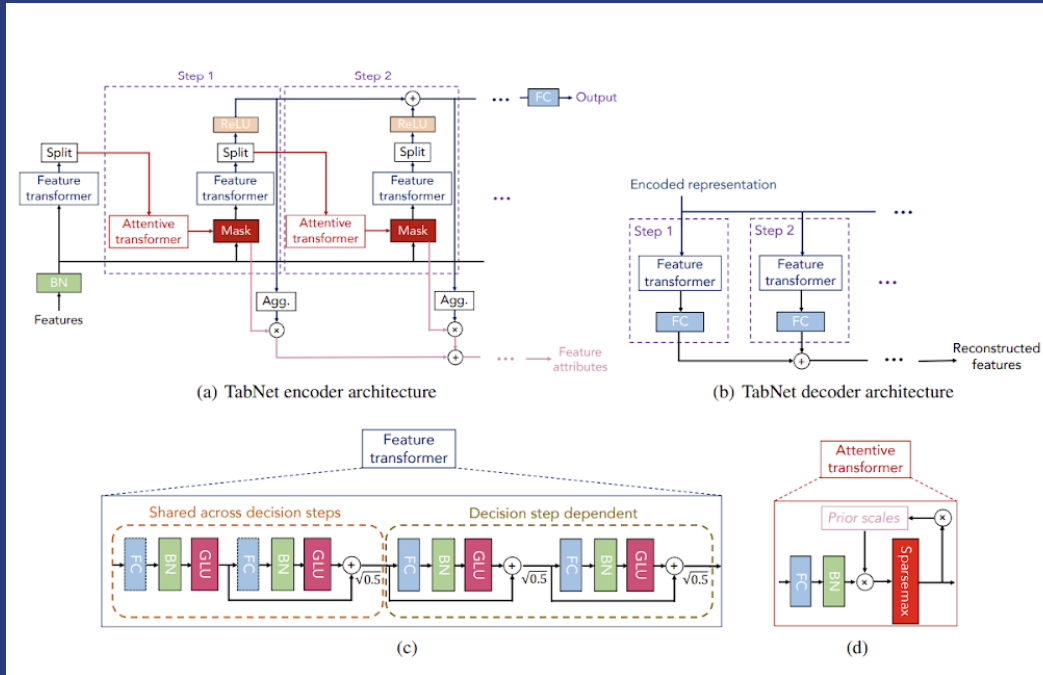 Step 1
Step 2
FC
Output
ReLU
ReLU
Split
Split
Split
Feature
transformer
Feature
transformer
Feature
transformer
Attentive
transformer
Mask
Attentive
transformer
Mask
...
...
BN
Features
Agg.
Agg.
×
×
+
+
...
Feature
attributes
(a) TabNet encoder architecture
Encoded representation
...
Step 1
Step 2
Feature
transformer
Feature
transformer
...
FC
FC
+
...
Reconstructed
features
(b) TabNet decoder architecture
Feature
transformer
Shared across decision steps
Decision step dependent
FC
BN
GLU
FC
BN
GLU
+
√0.5
FC
BN
GLU
+
√0.5
FC
BN
GLU
+
√0.5
(c)
Attentive
transformer
Prior scales
×
FC
BN
×
Sparsemax
(d)